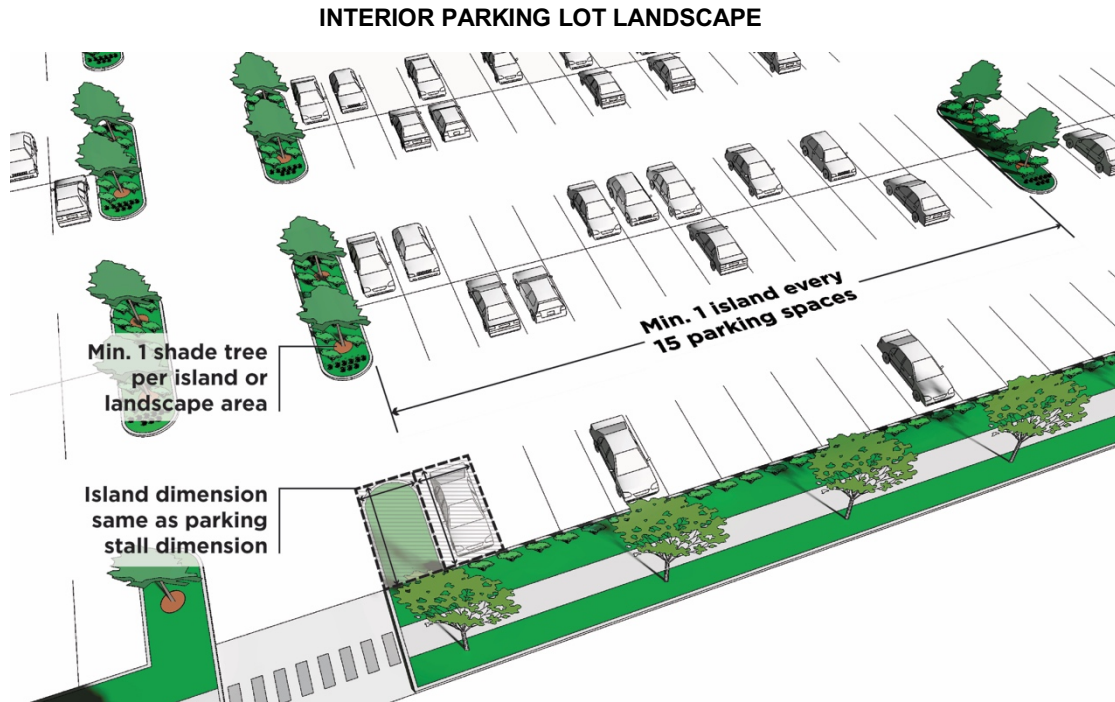 INTERIOR PARKING LOT LANDSCAPE
Min. 1 island every
15 parking spaces
Min. 1 shade tree
per island or
landscape area
Island dimension
same as parking
stall dimension